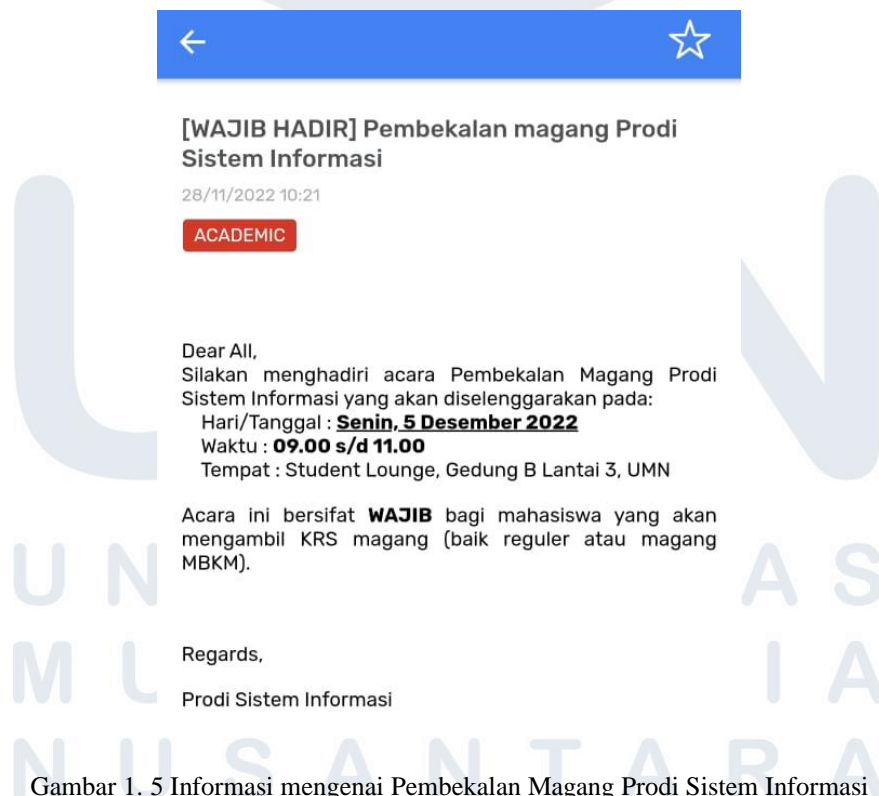 [WAJIB HADIR] Pembekalan magang Prodi
Sistem Informasi
28/11/2022 10:21
ACADEMIC
Dear All,
Silakan menghadiri acara Pembekalan Magang Prodi
Sistem Informasi yang akan diselenggarakan pada:
Hari/Tanggal : Senin, 5 Desember 2022
Waktu : 09.00 s/d 11.00
Tempat : Student Lounge, Gedung B Lantai 3, UMN
Acara ini bersifat WAJIB bagi mahasiswa yang akan
mengambil KRS magang (baik reguler atau magang
MBKM).
Regards,
Prodi Sistem Informasi
Gambar 1. 5 Informasi mengenai Pembekalan Magang Prodi Sistem Informasi